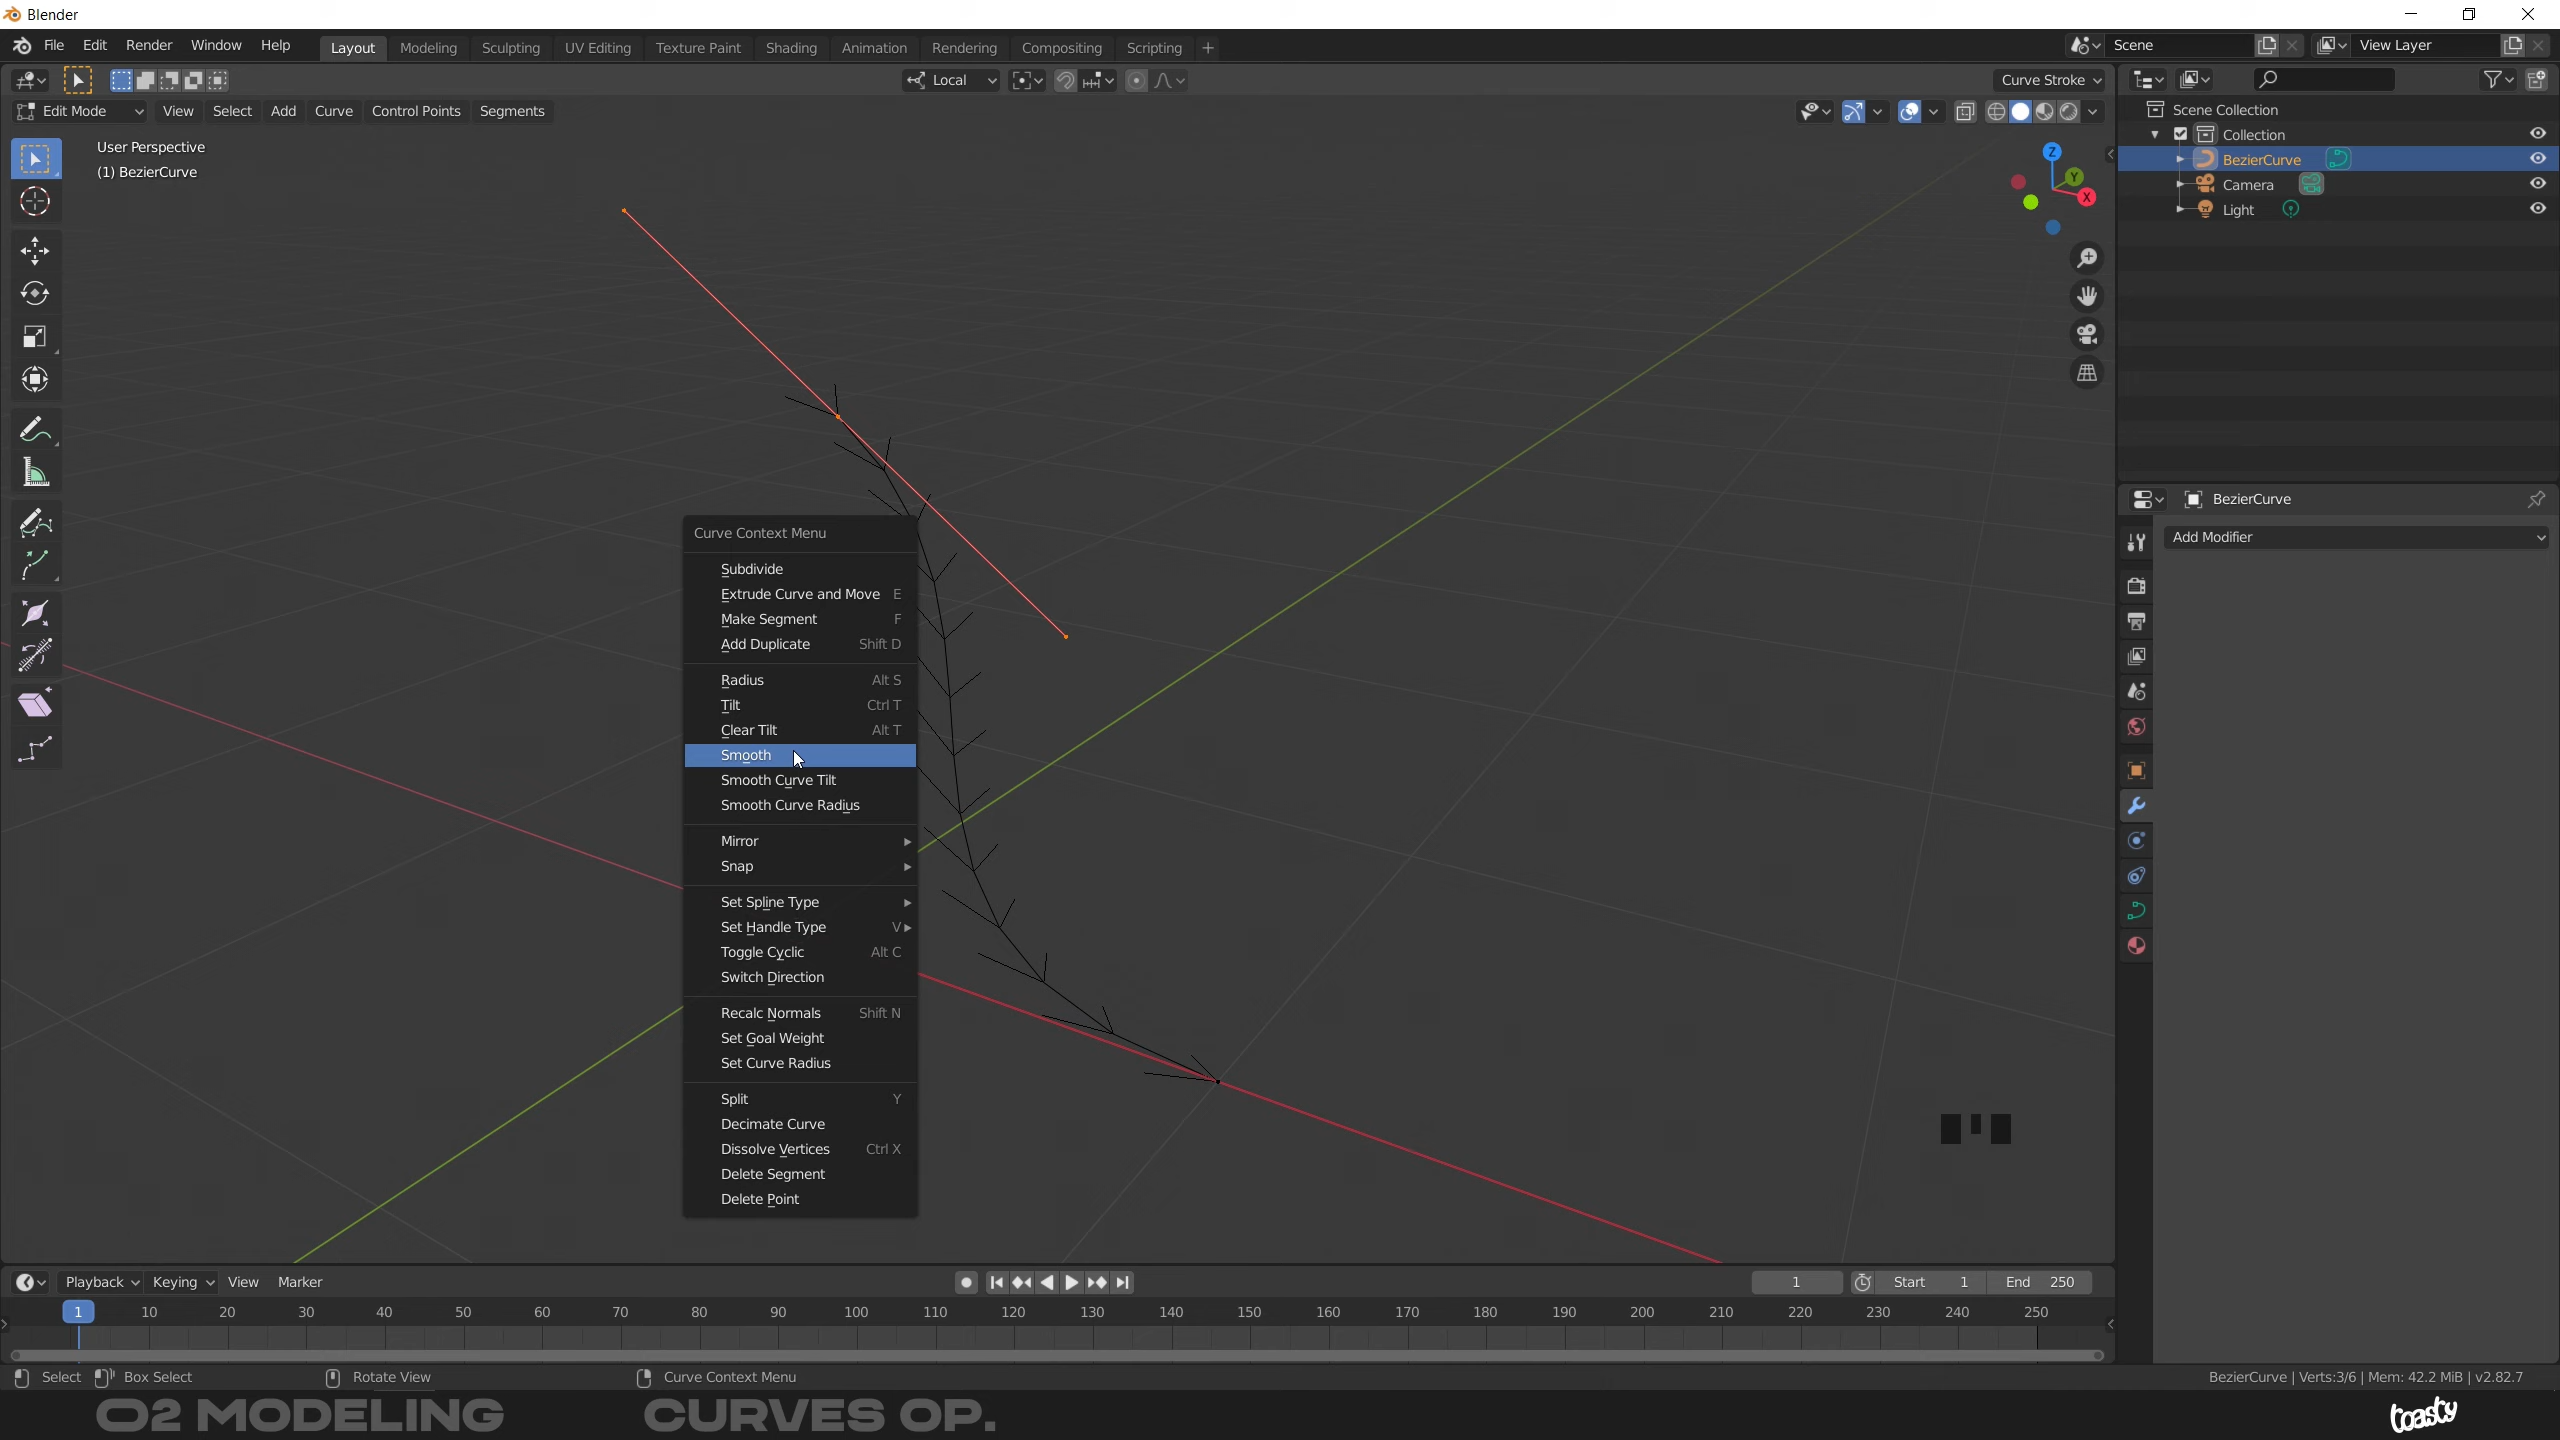 Blender
File Edit Render Window Help Layout Modeling Sculpting UV Editing Texture Paint Shading Animation Rendering Compositing Scripting + Scene View Layer
Local Curve Stroke
Edit Mode View Select Add Curve Control Points Segments
User Perspective
(1) BezierCurve
Z
Y
X
Scene Collection
Collection
BezierCurve
Camera
Light
BezierCurve
Add Modifier
Curve Context Menu
Subdivide
Extrude Curve and Move E
Make Segment F
Add Duplicate Shift D
Radius Alt S
Tilt Ctrl T
Clear Tilt Alt T
Smooth
Smooth Curve Tilt
Smooth Curve Radius
Mirror
Snap
Set Spline Type
Set Handle Type V
Toggle Cyclic Alt C
Switch Direction
Recalc Normals Shift N
Set Goal Weight
Set Curve Radius
Split Y
Decimate Curve
Dissolve Vertices Ctrl X
Delete Segment
Delete Point
Playback Keying View Marker 1 Start 1 End 250
1 10 20 30 40 50 60 70 80 90 100 110 120 130 140 150 160 170 180 190 200 210 220 230 240 250
Select Box Select Rotate View Curve Context Menu BezierCurve | Verts:3/6 | Mem: 42.2 MiB | v2.82.7
02 MODELING CURVES OP. toasty